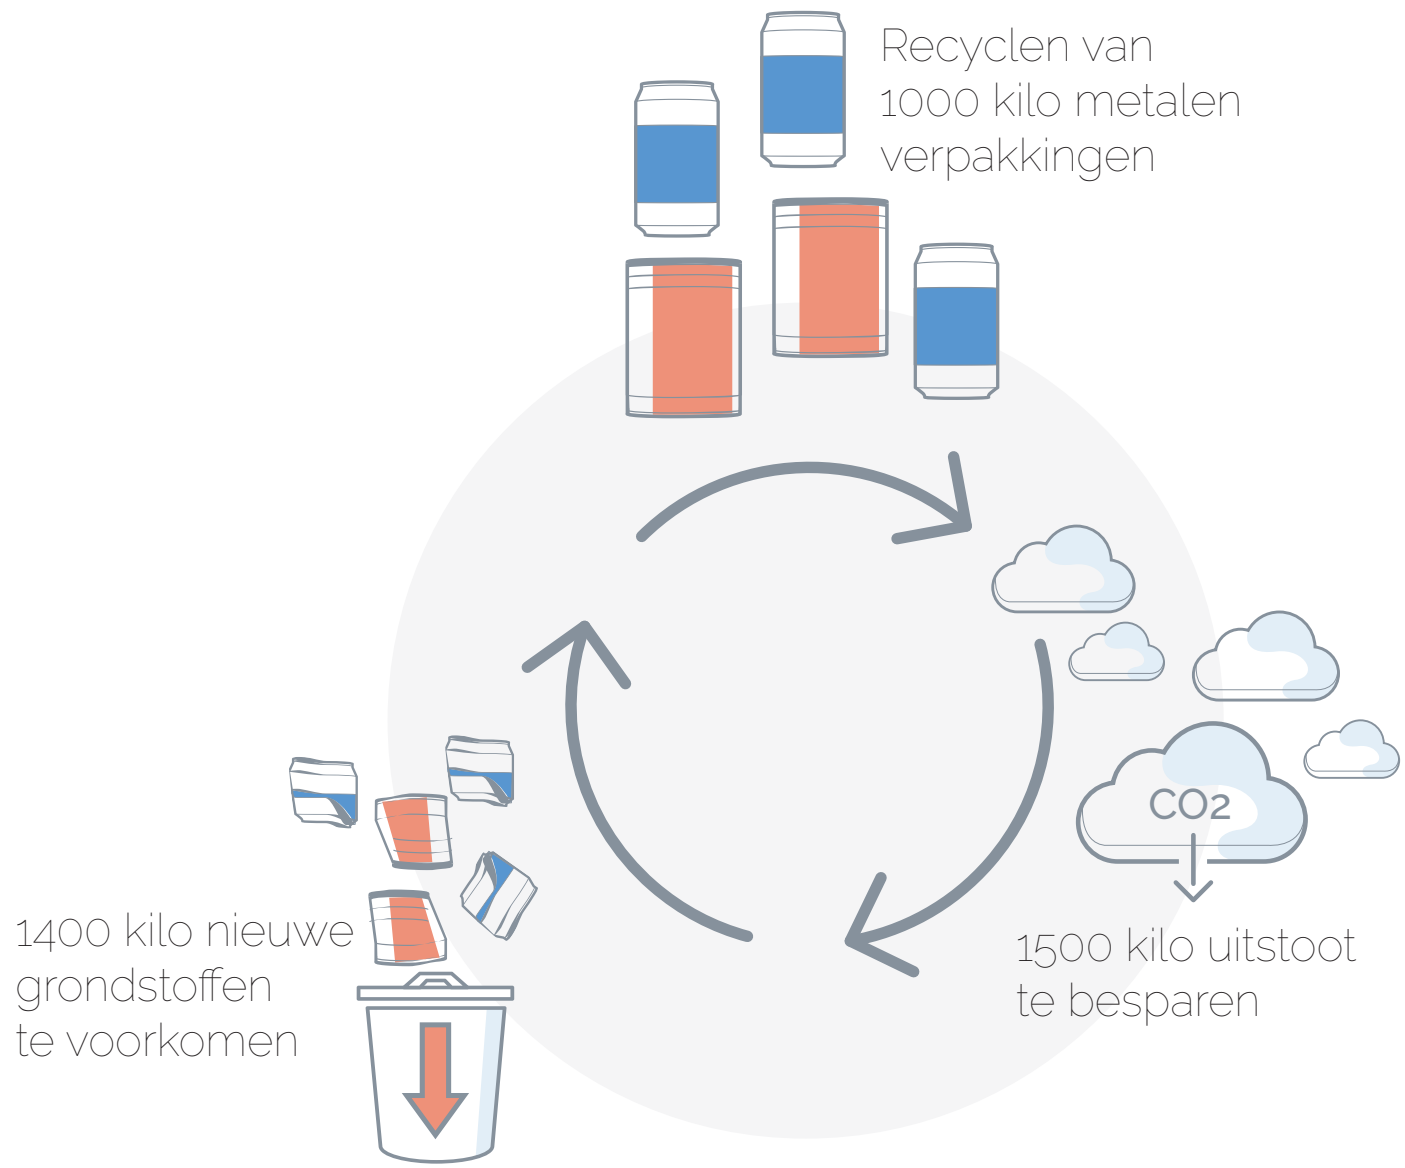 Recyclen van
1000 kilo metalen
verpakkingen
CO2
1500 kilo uitstoot
te besparen
1400 kilo nieuwe
grondstoffen
te voorkomen